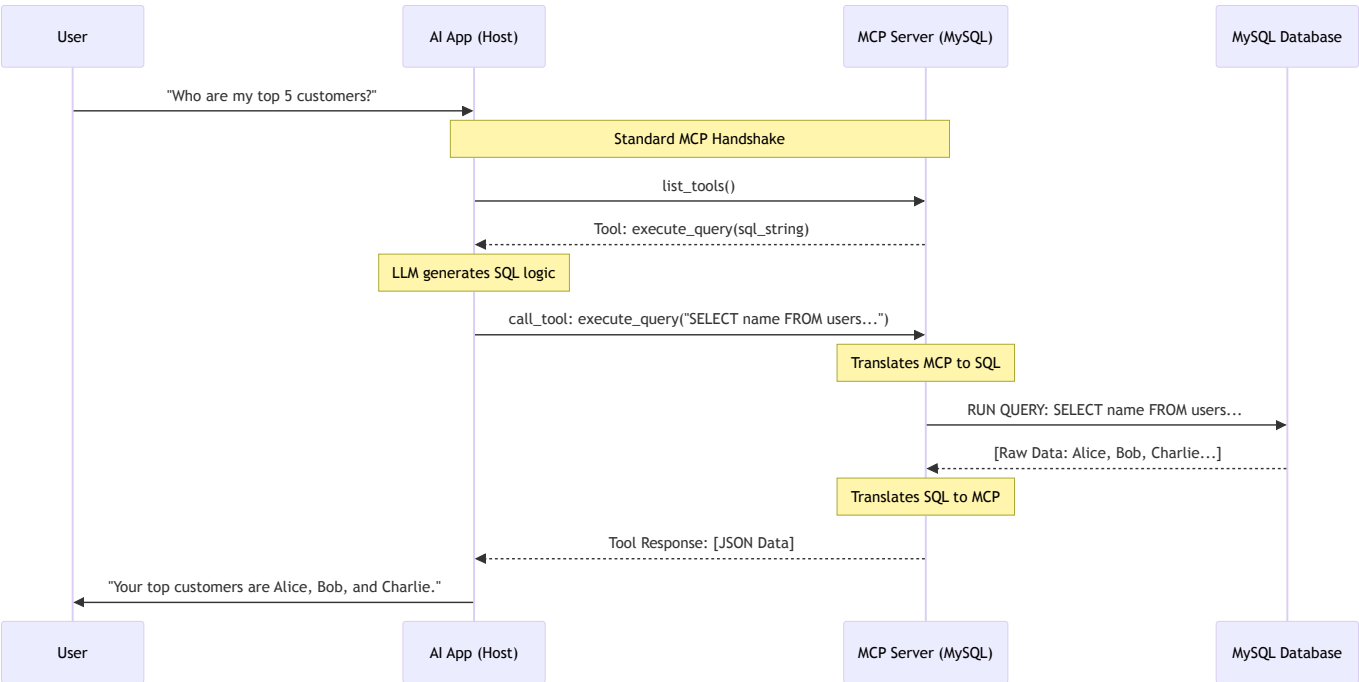 User
AI App (Host)
MCP Server (MySQL)
MySQL Database
"Who are my top 5 customers?"
Standard MCP Handshake
list_tools()
Tool: execute_query(sql_string)
LLM generates SQL logic
call_tool: execute_query("SELECT name FROM users...")
Translates MCP to SQL
RUN QUERY: SELECT name FROM users...
[Raw Data: Alice, Bob, Charlie...]
Translates SQL to MCP
Tool Response: [JSON Data]
"Your top customers are Alice, Bob, and Charlie."
User
AI App (Host)
MCP Server (MySQL)
MySQL Database